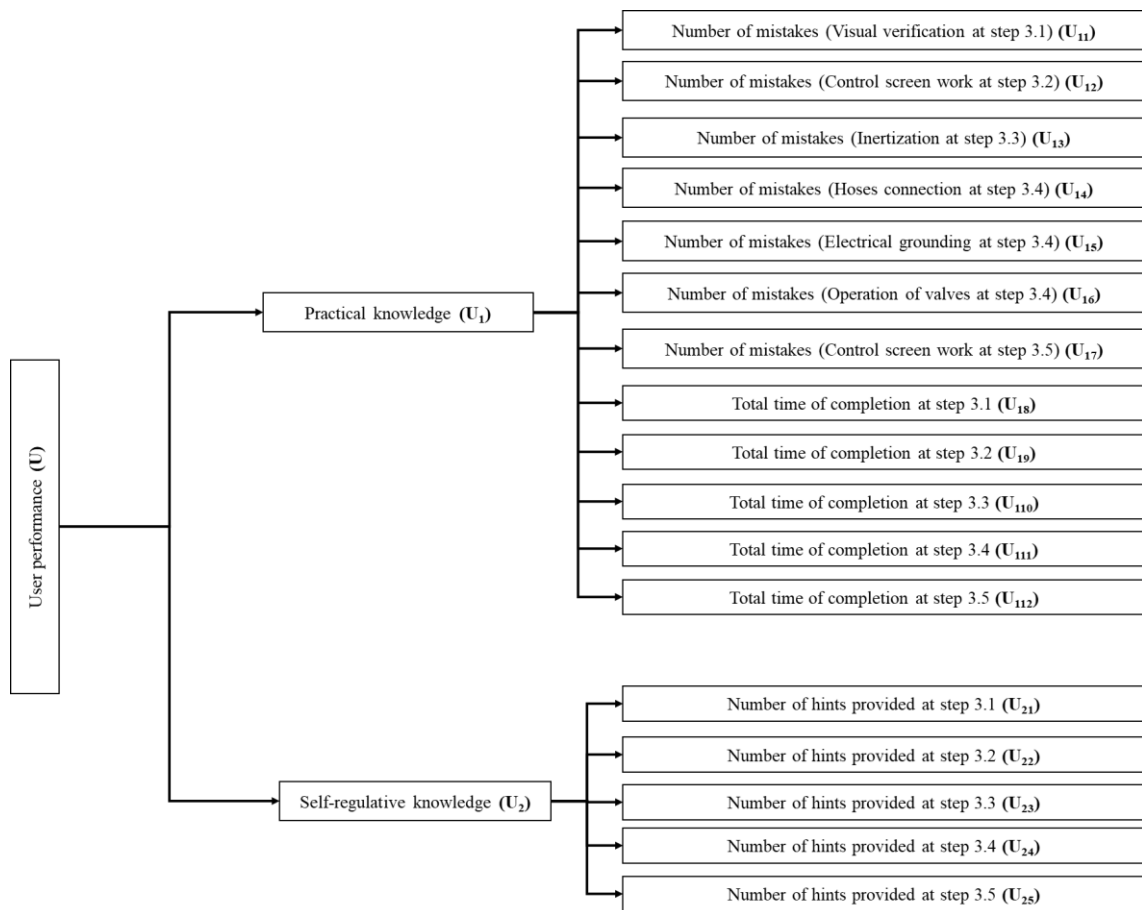 User performance (U)
Practical knowledge (U₁)
Number of mistakes (Visual verification at step 3.1) (U₁₁)
Number of mistakes (Control screen work at step 3.2) (U₁₂)
Number of mistakes (Inertization at step 3.3) (U₁₃)
Number of mistakes (Hoses connection at step 3.4) (U₁₄)
Number of mistakes (Electrical grounding at step 3.4) (U₁₅)
Number of mistakes (Operation of valves at step 3.4) (U₁₆)
Number of mistakes (Control screen work at step 3.5) (U₁₇)
Total time of completion at step 3.1 (U₁₈)
Total time of completion at step 3.2 (U₁₉)
Total time of completion at step 3.3 (U₁₁₀)
Total time of completion at step 3.4 (U₁₁₁)
Total time of completion at step 3.5 (U₁₁₂)
Self-regulative knowledge (U₂)
Number of hints provided at step 3.1 (U₂₁)
Number of hints provided at step 3.2 (U₂₂)
Number of hints provided at step 3.3 (U₂₃)
Number of hints provided at step 3.4 (U₂₄)
Number of hints provided at step 3.5 (U₂₅)